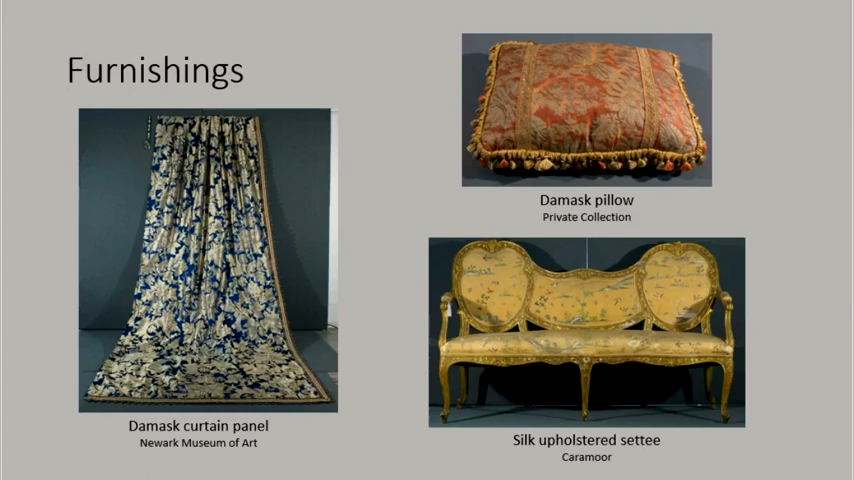 Furnishings
Damask curtain panel
Newark Museum of Art
Damask pillow
Private Collection
Silk upholstered settee
Caramoor